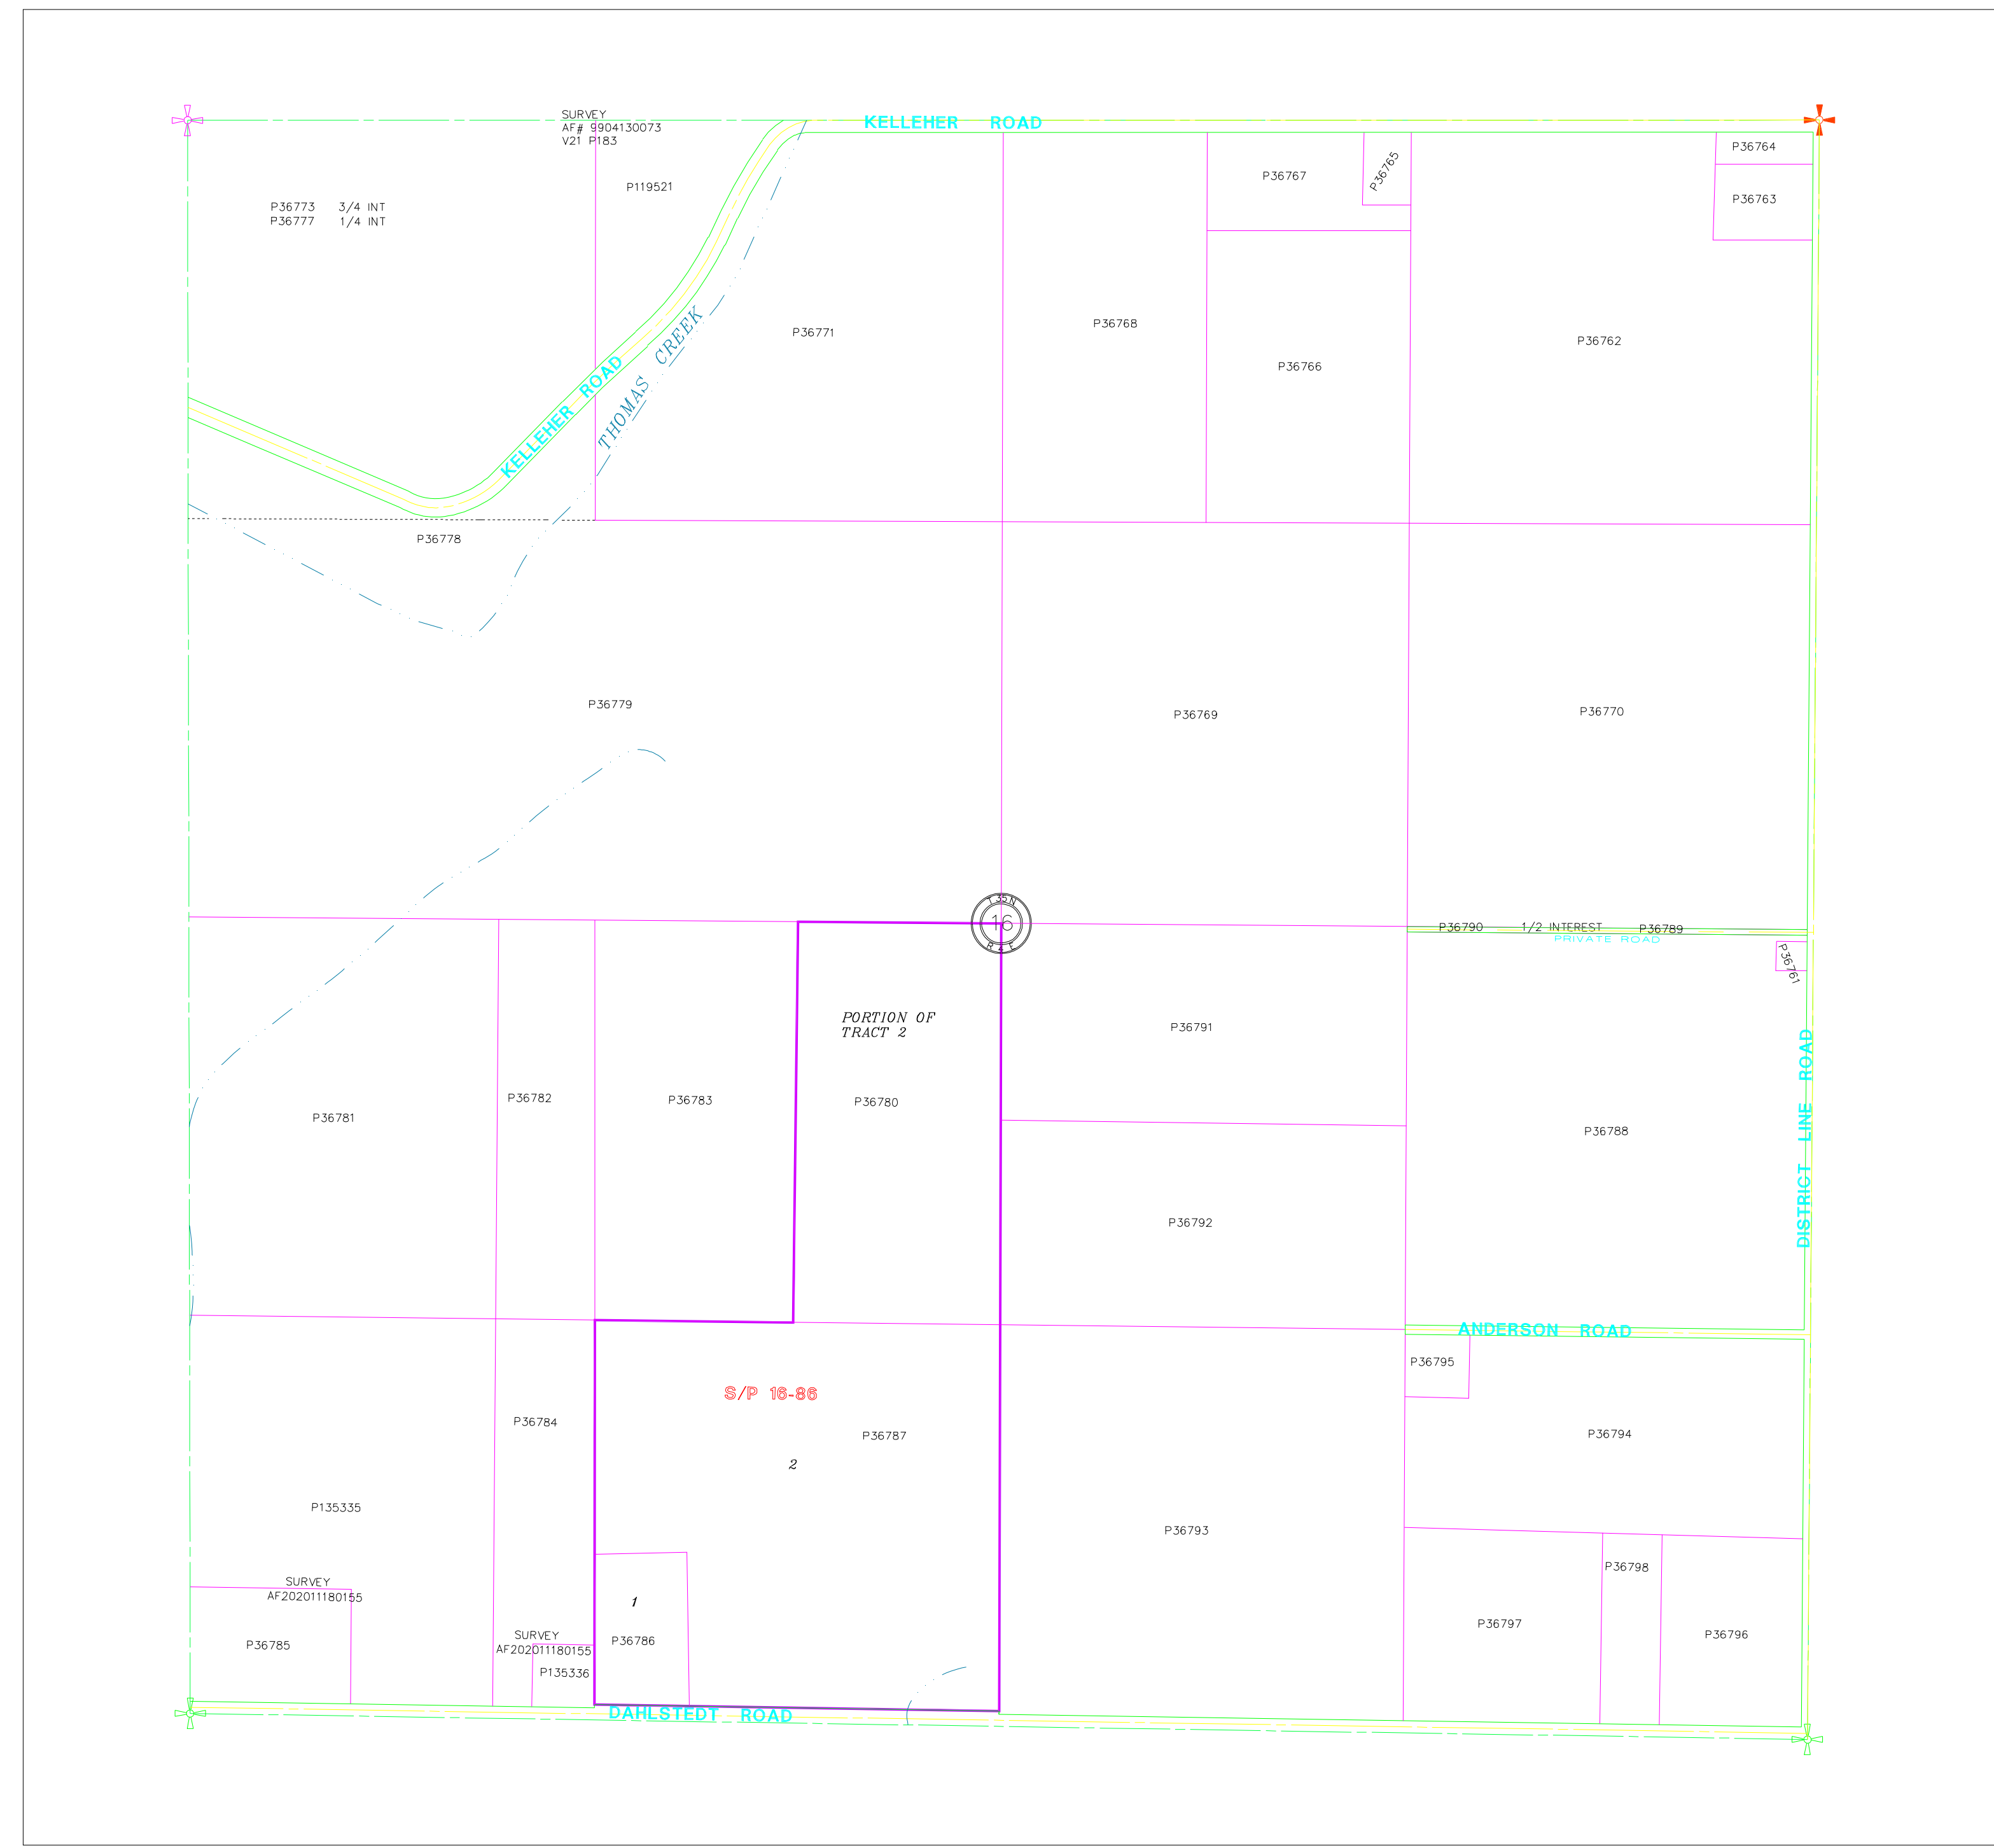 SURVEY
AF# 9904130073
V21 P183
KELLEHER ROAD
P36764
P36763
P36765
P36767
P119521
P36773 3/4 INT
P36777 1/4 INT
P36771
P36768
P36766
P36762
KELLEHER ROAD
THOMAS CREEK
P36778
P36779
P36769
P36770
T 35 N
16
R 4 E
P36790 1/2 INTEREST P36789
PRIVATE ROAD
P36761
PORTION OF
TRACT 2
P36791
P36781
P36782
P36783
P36780
P36788
DISTRICT LINE ROAD
P36792
ANDERSON ROAD
P36795
S/P 16-86
P36784
P36787
P36794
2
P135335
P36793
SURVEY
AF202011180155
P36798
1
P36785
SURVEY
AF202011180155
P36786
P36797
P36796
P135336
DAHLSTEDT ROAD